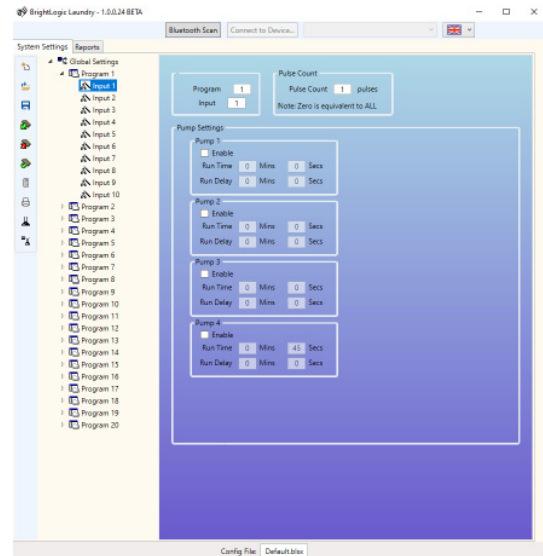 BrightLogic Laundry - 1.0.0.24 BETA
Bluetooth Scan Connect to Device...
System Settings Reports
Global Settings
Program 1
Input 1
Input 2
Input 3
Input 4
Input 5
Input 6
Input 7
Input 8
Input 9
Input 10
Program 2
Program 3
Program 4
Program 5
Program 6
Program 7
Program 8
Program 9
Program 10
Program 11
Program 12
Program 13
Program 14
Program 15
Program 16
Program 17
Program 18
Program 19
Program 20
Program 1
Input 1
Pulse Count
Pulse Count 1 pulses
Note: Zero is equivalent to ALL
Pump Settings
Pump 1
Enable
Run Time 0 Mins 0 Secs
Run Delay 0 Mins 0 Secs
Pump 2
Enable
Run Time 0 Mins 0 Secs
Run Delay 0 Mins 0 Secs
Pump 3
Enable
Run Time 0 Mins 0 Secs
Run Delay 0 Mins 0 Secs
Pump 4
Enable
Run Time 0 Mins 45 Secs
Run Delay 0 Mins 0 Secs
Config File: Default.blsx